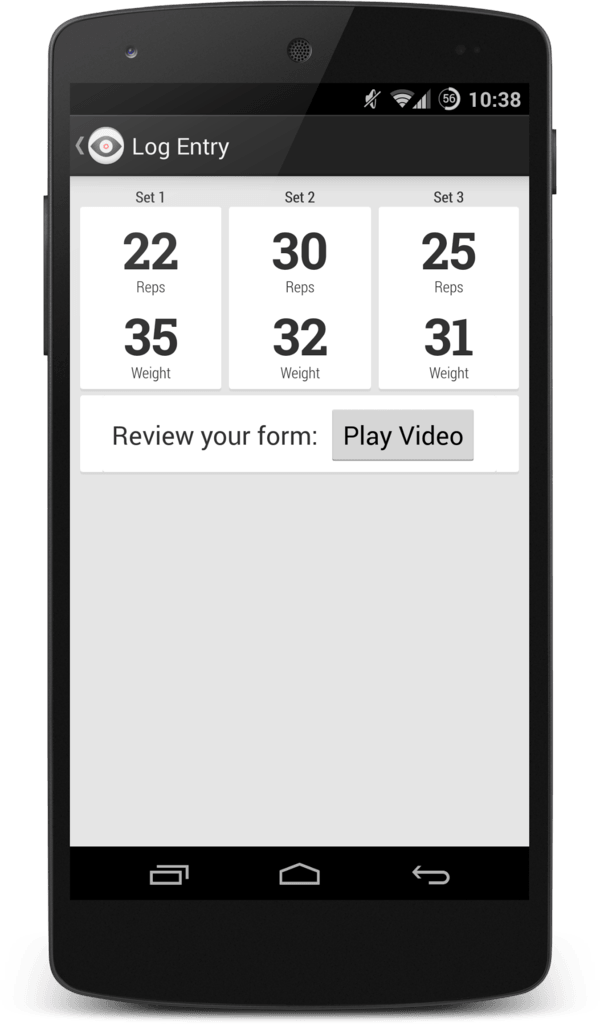 56 10:38
Log Entry
Set 1 Set 2 Set 3
22 30 25
Reps Reps Reps
35 32 31
Weight Weight Weight
Review your form: Play Video